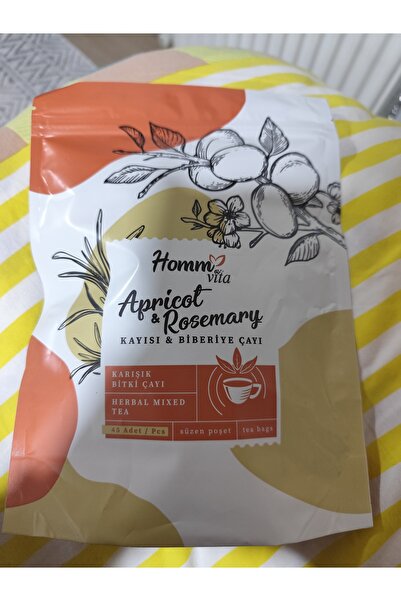 Homm
vita
Apricot
& Rosemary
KAYISI & BİBERİYE ÇAYI
KARIŞIK
BİTKİ ÇAYI
HERBAL MIXED
TEA
45 Adet / Pcs
süzen poşet
tea bags